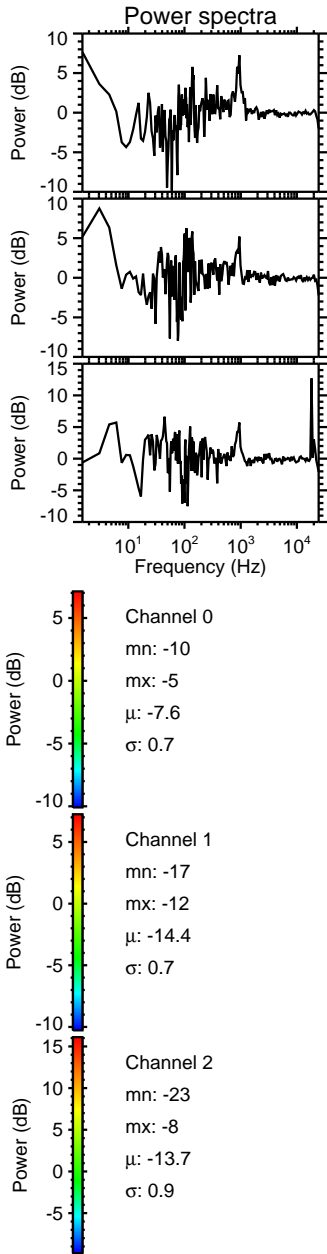 Power spectra
10
5
0
-5
-10
Power (dB)
10
5
0
-5
-10
Power (dB)
15
10
5
0
-5
-10
Power (dB)
10¹ 10² 10³ 10⁴
Frequency (Hz)
5
0
-5
-10
Power (dB)
Channel 0
mn: -10
mx: -5
μ: -7.6
σ: 0.7
5
0
-5
-10
Power (dB)
Channel 1
mn: -17
mx: -12
μ: -14.4
σ: 0.7
15
10
5
0
-5
Power (dB)
Channel 2
mn: -23
mx: -8
μ: -13.7
σ: 0.9